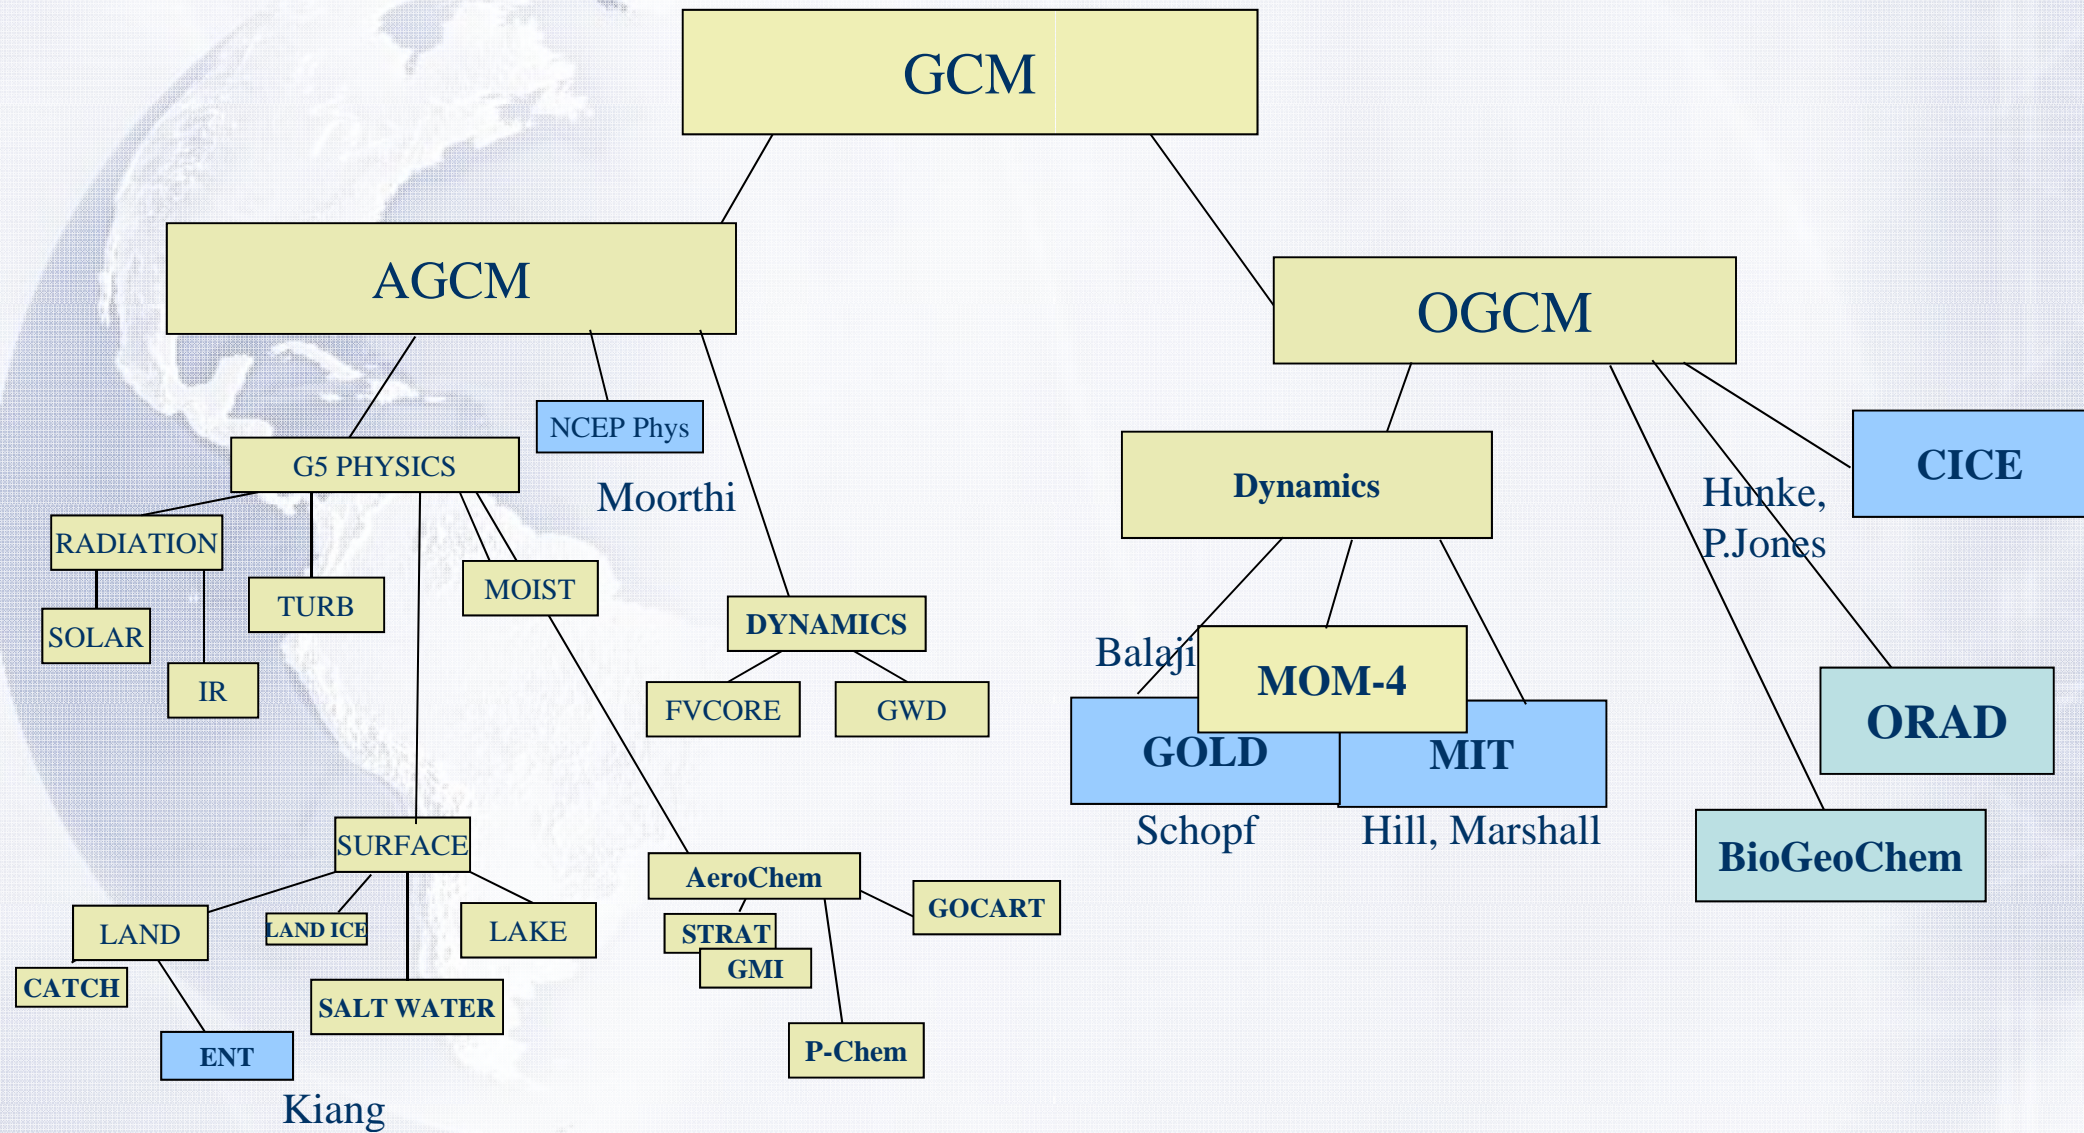 GCM
AGCM
OGCM
NCEP Phys
G5 PHYSICS
Moorthi
Dynamics
CICE
Hunke,
P.Jones
RADIATION
TURB
MOIST
SOLAR
IR
DYNAMICS
FVCORE
GWD
Balaji
MOM-4
GOLD
MIT
Schopf
Hill, Marshall
ORAD
BioGeoChem
SURFACE
AeroChem
LAND
LAND ICE
LAKE
STRAT
GMI
GOCART
CATCH
SALT WATER
ENT
P-Chem
Kiang